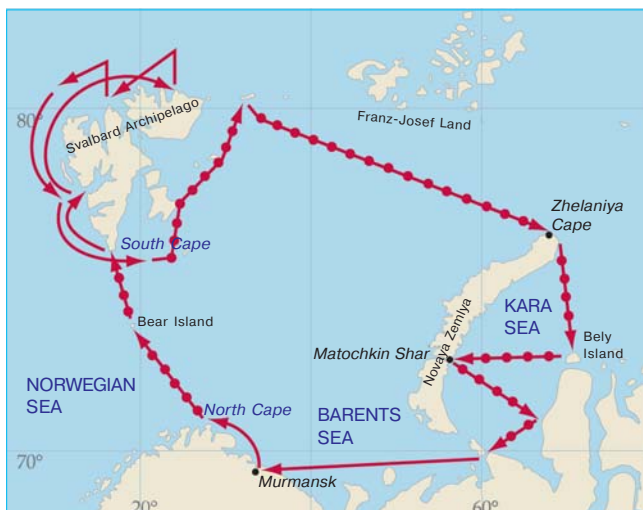 80°
Svalbard Archipelago
Franz-Josef Land
Zhelaniya
Cape
South Cape
KARA
SEA
Bear Island
Novaya Zemlya
Bely
Island
Matochkin Shar
NORWEGIAN
SEA
North Cape
BARENTS
SEA
70°
Murmansk
20°
60°